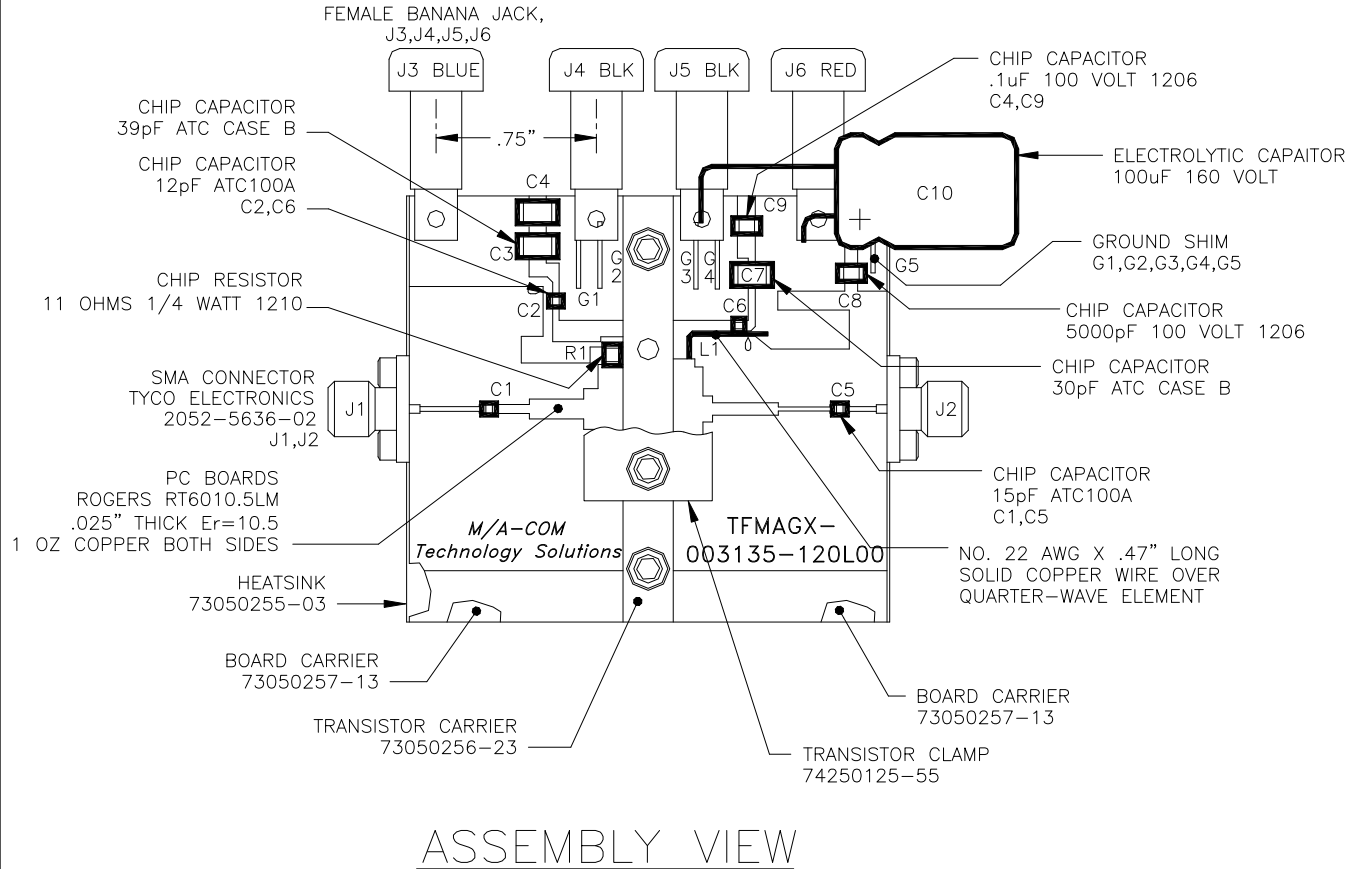 FEMALE BANANA JACK,
J3,J4,J5,J6
J3 BLUE
J4 BLK
J5 BLK
J6 RED
CHIP CAPACITOR
.1uF 100 VOLT 1206
C4,C9
CHIP CAPACITOR
39pF ATC CASE B
.75"
ELECTROLYTIC CAPAITOR
100uF 160 VOLT
CHIP CAPACITOR
12pF ATC100A
C2,C6
C4
C9
C10
C3
G
2
G
3
G
4
C7
G5
GROUND SHIM
G1,G2,G3,G4,G5
CHIP RESISTOR
11 OHMS 1/4 WATT 1210
C2
G1
C6
C8
CHIP CAPACITOR
5000pF 100 VOLT 1206
R1
L1
CHIP CAPACITOR
30pF ATC CASE B
SMA CONNECTOR
TYCO ELECTRONICS
2052-5636-02
J1,J2
J1
C1
C5
J2
PC BOARDS
ROGERS RT6010.5LM
.025" THICK Er=10.5
1 OZ COPPER BOTH SIDES
CHIP CAPACITOR
15pF ATC100A
C1,C5
M/A-COM
Technology Solutions
TFMAGX-
003135-120L00
NO. 22 AWG X .47" LONG
SOLID COPPER WIRE OVER
QUARTER-WAVE ELEMENT
HEATSINK
73050255-03
BOARD CARRIER
73050257-13
BOARD CARRIER
73050257-13
TRANSISTOR CARRIER
73050256-23
TRANSISTOR CLAMP
74250125-55
ASSEMBLY VIEW